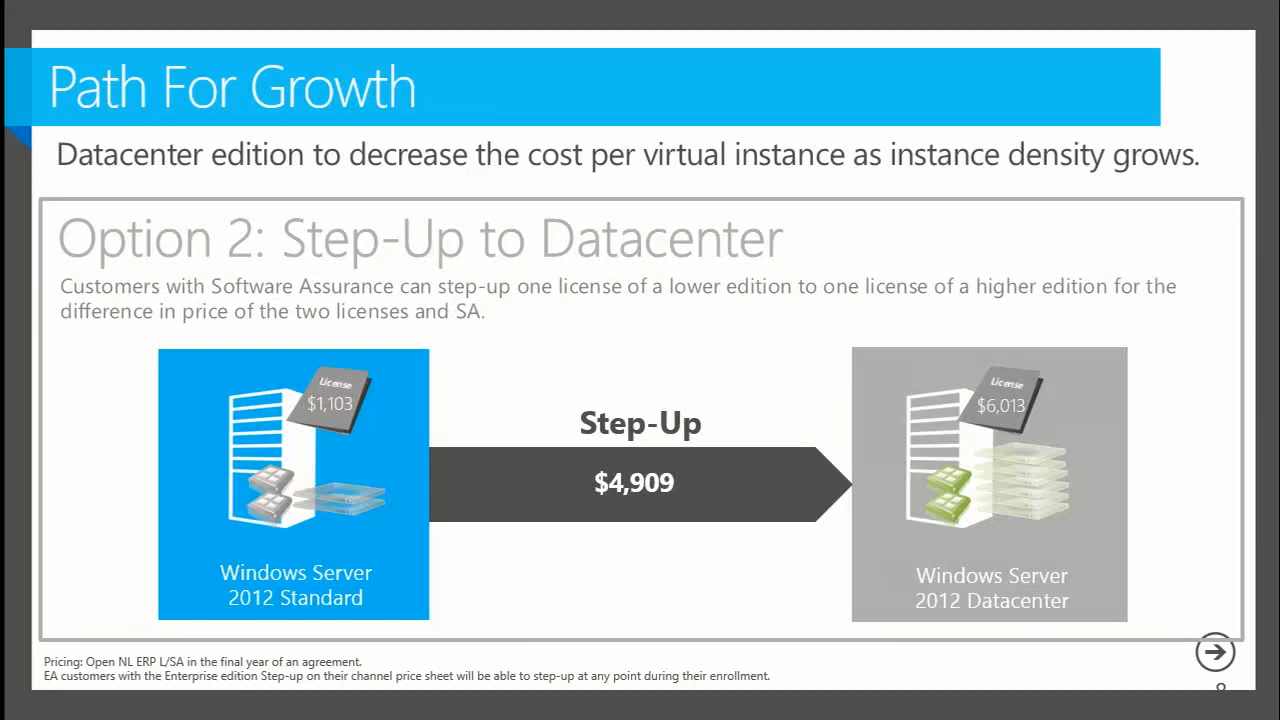 Path For Growth
Datacenter edition to decrease the cost per virtual instance as instance density grows.
Option 2: Step-Up to Datacenter
Customers with Software Assurance can step-up one license of a lower edition to one license of a higher edition for the
difference in price of the two licenses and SA.
License
$1,103
Windows Server
2012 Standard
Step-Up
$4,909
License
$6,013
Windows Server
2012 Datacenter
Pricing: Open NL ERP L/SA in the final year of an agreement.
EA customers with the Enterprise edition Step-up on their channel price sheet will be able to step-up at any point during their enrollment.